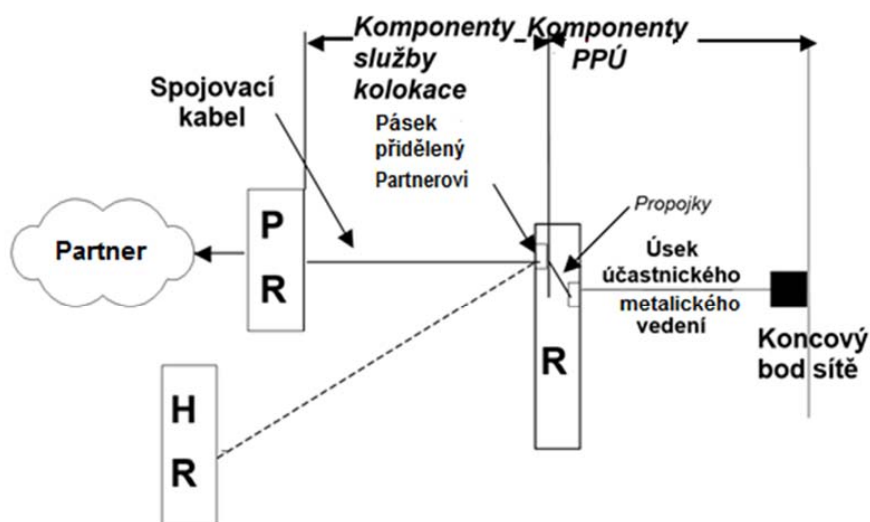 Komponenty_Komponenty
služby
PPÚ
kolokace
Spojovací
kabel
Pásek
přidělený
Partnerovi
Propojky
Partner
P
R
Úsek
účastnického
metalického
vedení
Koncový
bod sítě
R
H
R